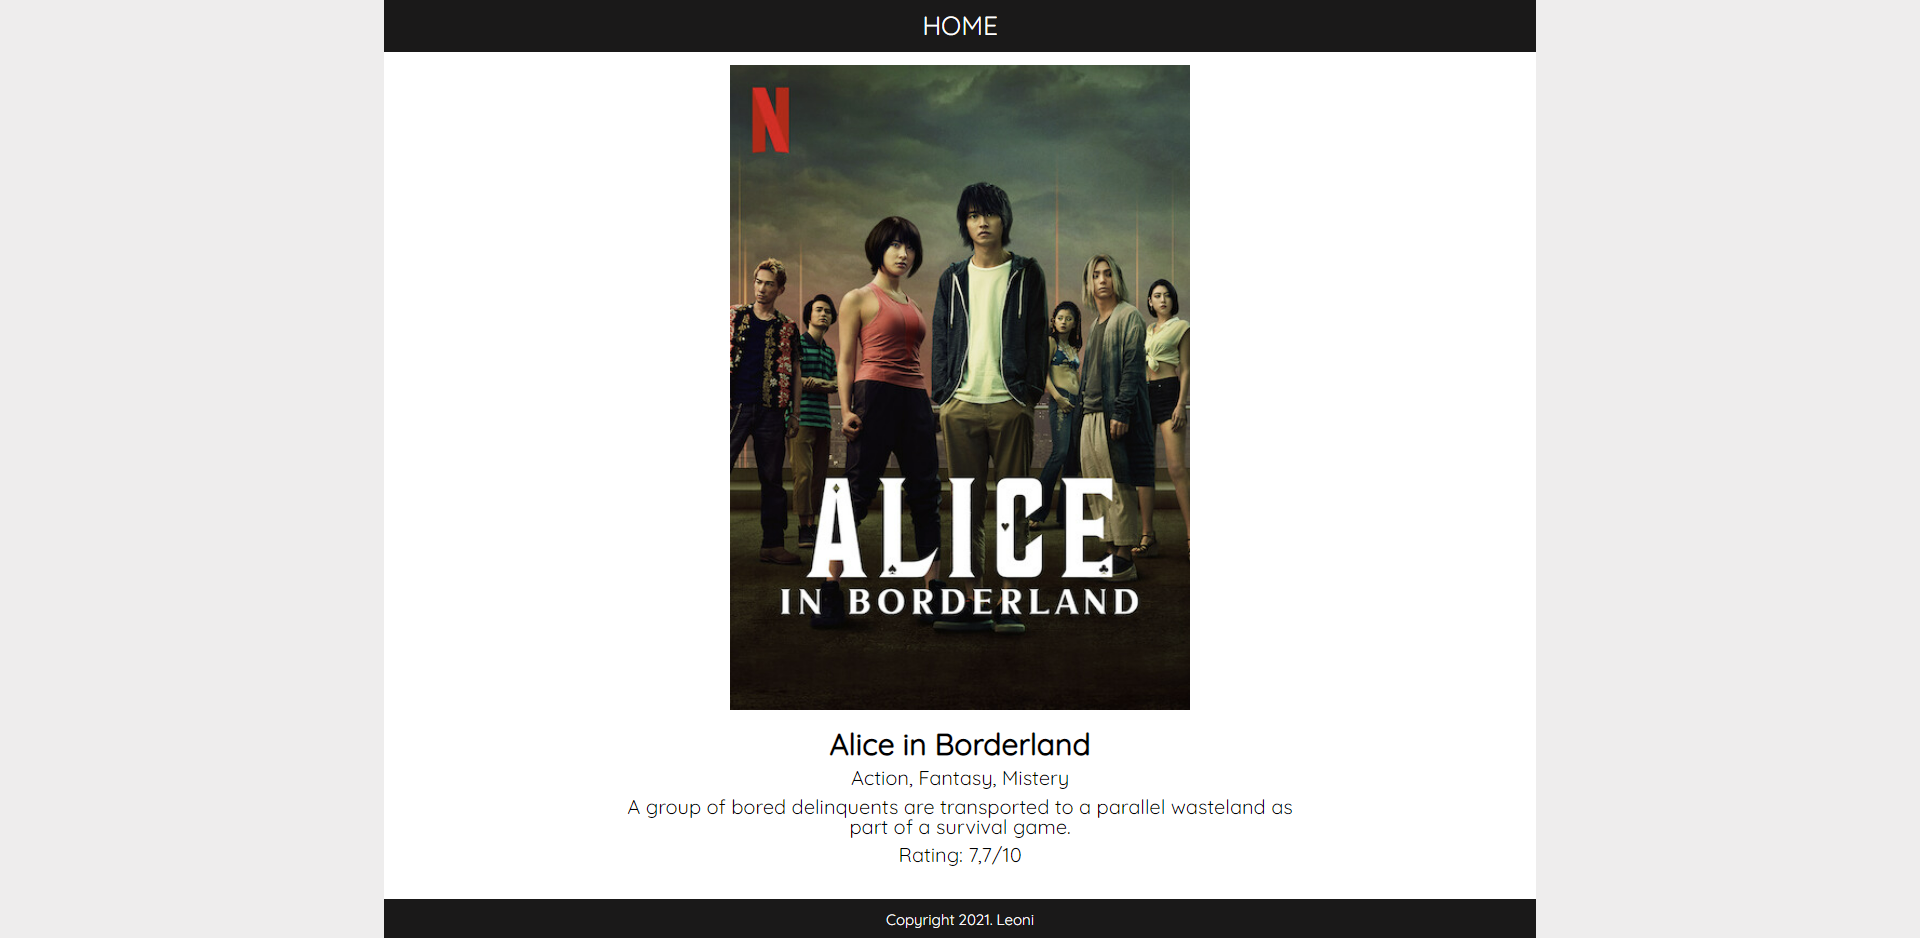 HOME
N
ALICE
IN BORDERLAND
Alice in Borderland
Action, Fantasy, Mistery
A group of bored delinquents are transported to a parallel wasteland as
part of a survival game.
Rating: 7,7/10
Copyright 2021. Leoni